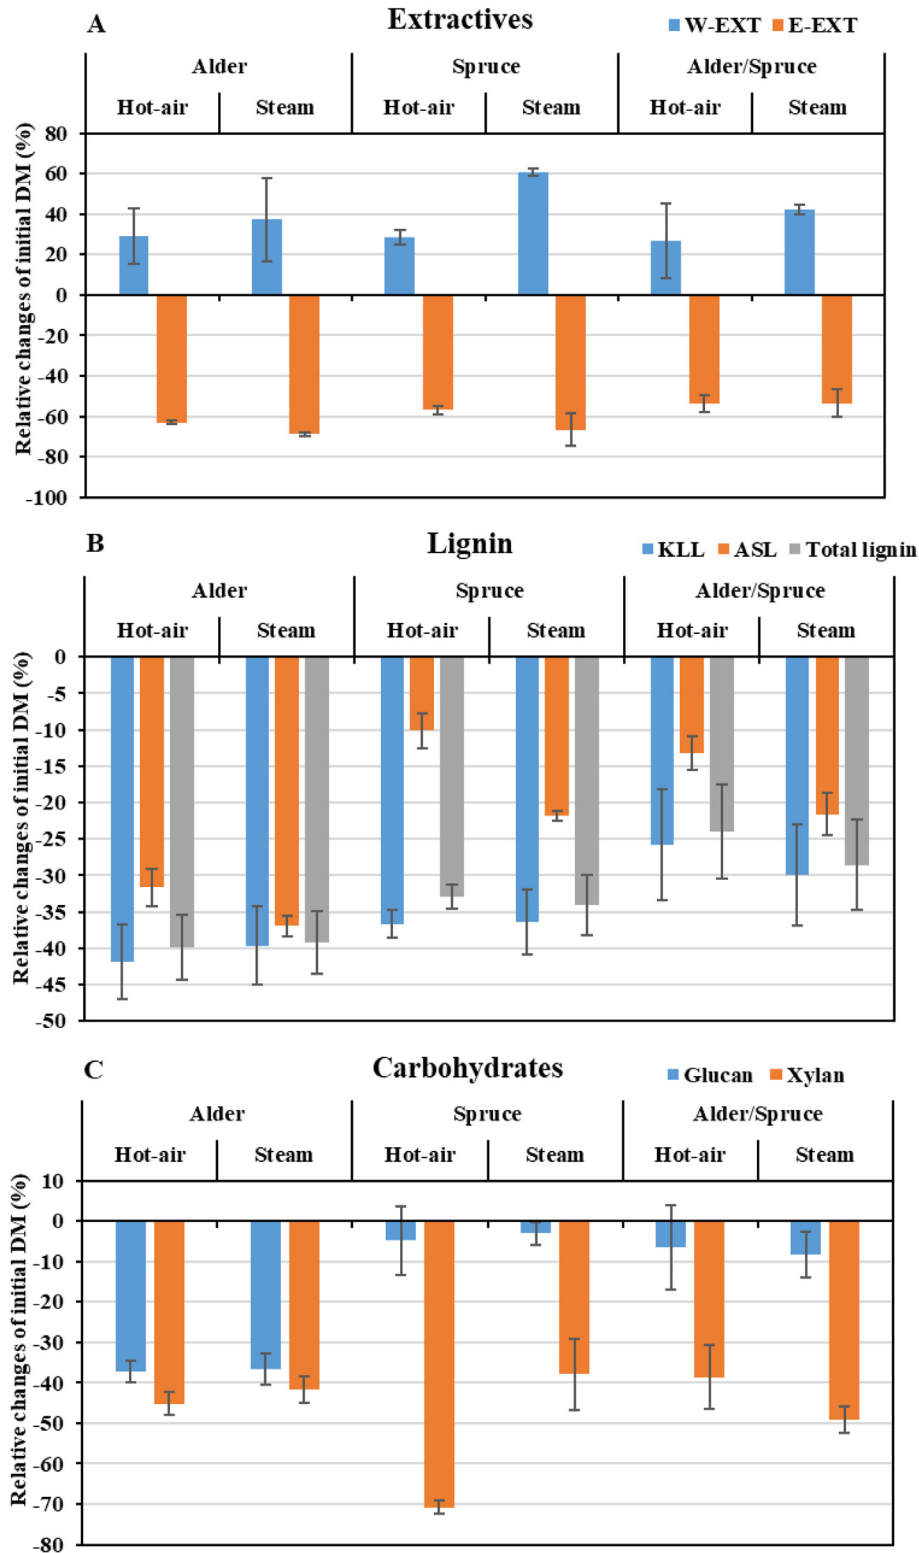 A Extractives W-EXT E-EXT
Alder Spruce Alder/Spruce
Hot-air Steam Hot-air Steam Hot-air Steam
Relative changes of initial DM (%)
80
60
40
20
0
-20
-40
-60
-80
-100
B Lignin KLL ASL Total lignin
Alder Spruce Alder/Spruce
Hot-air Steam Hot-air Steam Hot-air Steam
Relative changes of initial DM (%)
0
-5
-10
-15
-20
-25
-30
-35
-40
-45
-50
C Carbohydrates Glucan Xylan
Alder Spruce Alder/Spruce
Hot-air Steam Hot-air Steam Hot-air Steam
Relative changes of initial DM (%)
10
0
-10
-20
-30
-40
-50
-60
-70
-80